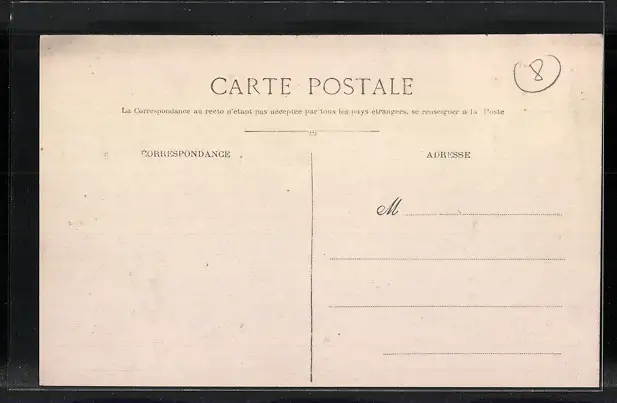 CARTE POSTALE
8
La Correspondance au recto n'étant pas acceptée par tous les pays étrangers, se renseigner a la Poste
CORRESPONDANCE
ADRESSE
M